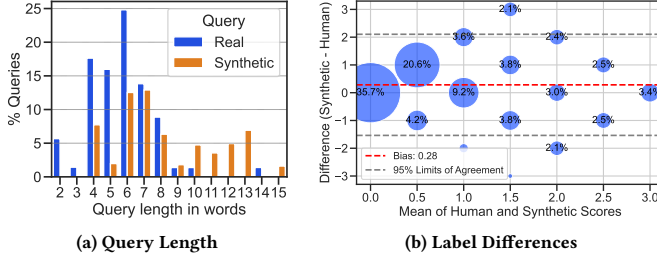 25
20
15
10
5
0
% Queries
Query
Real
Synthetic
2 3 4 5 6 7 8 9 10 11 12 13 14 15
Query length in words
(a) Query Length
3
2
1
0
−1
−2
−3
Difference (Synthetic - Human)
2.1%
3.6% 2.4%
20.6% 3.8% 2.5%
35.7% 9.2% 3.0% 3.4%
4.2% 3.8% 2.5%
2.1%
Bias: 0.28
95% Limits of Agreement
0.0 0.5 1.0 1.5 2.0 2.5 3.0
Mean of Human and Synthetic Scores
(b) Label Differences